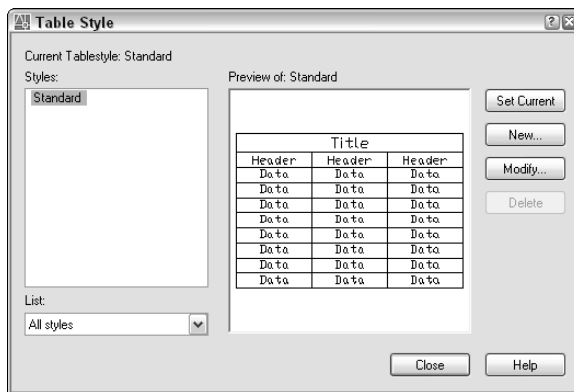 Table Style
Current Tablestyle: Standard
Styles:
Standard
List:
All styles
Preview of: Standard
Title
Header Header Header
Data Data Data
Data Data Data
Data Data Data
Data Data Data
Data Data Data
Data Data Data
Data Data Data
Data Data Data
Set Current
New...
Modify...
Delete
Close
Help